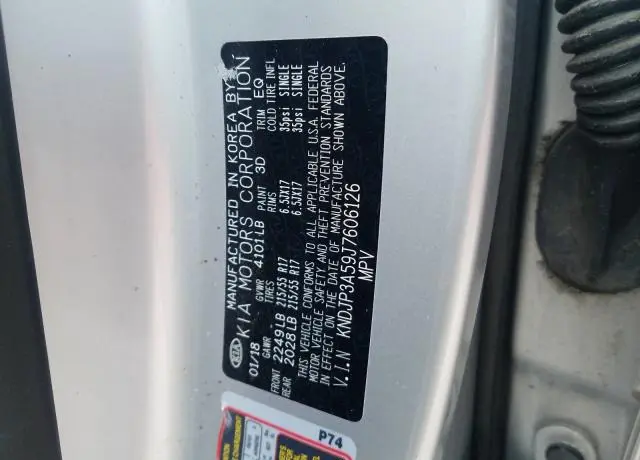 KIA
MANUFACTURED IN KOREA BY
KIA MOTORS CORPORATION
01/18 GVWR 4101LB PAINT 3D TRIM EQ
GAWR TIRES RIMS COLD TIRE INFL
FRONT 2249LB 215/55 R17 6.5JX17 35psi SINGLE
REAR 2028LB 215/55 R17 6.5JX17 35psi SINGLE
THIS VEHICLE CONFORMS TO ALL APPLICABLE U.S.A. FEDERAL
MOTOR VEHICLE SAFETY AND THEFT PREVENTION STANDARDS
IN EFFECT ON THE DATE OF MANUFACTURE SHOWN ABOVE.
V.I.N KNDJP3A59J7606126
MPV
P74